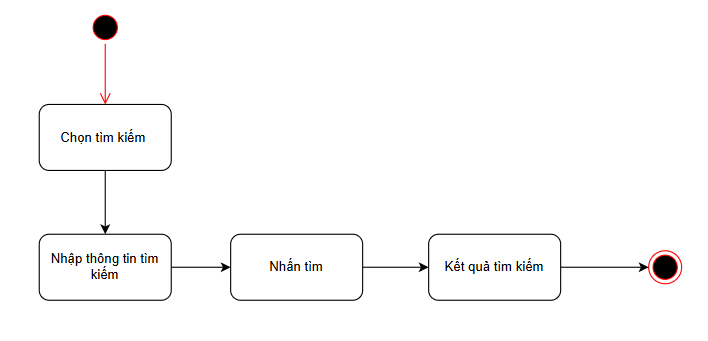 Chọn tìm kiếm
Nhập thông tin tìm
kiếm
Nhấn tìm
Kết quả tìm kiếm